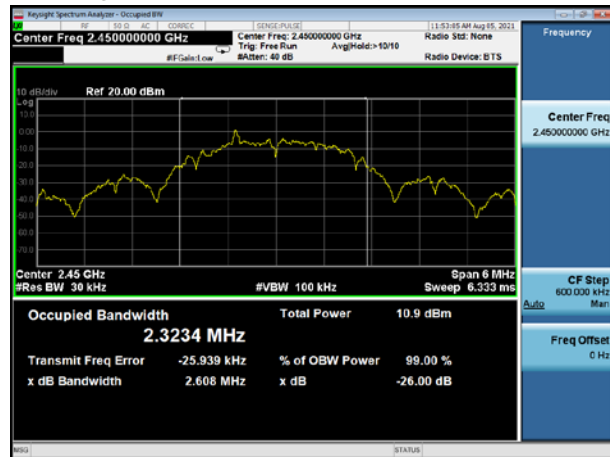 Keysight Spectrum Analyzer - Occupied BW
RF 50 Ω AC CORREC SENSE:PULSE 11:53:05 AM Aug 05, 2021
Center Freq 2.450000000 GHz Center Freq: 2.450000000 GHz Radio Std: None Frequency
Trig: Free Run Avg|Hold:>10/10
#IFGain:Low #Atten: 40 dB Radio Device: BTS
10 dB/div Ref 20.00 dBm
Log
10.0
0.00
-10.0
-20.0
-30.0
-40.0
-50.0
-60.0
-70.0
Center Freq
2.450000000 GHz
Center 2.45 GHz Span 6 MHz
#Res BW 30 kHz #VBW 100 kHz Sweep 6.333 ms
CF Step
600.000 kHz
Auto Man
Occupied Bandwidth Total Power 10.9 dBm
2.3234 MHz
Transmit Freq Error -25.939 kHz % of OBW Power 99.00 %
x dB Bandwidth 2.608 MHz x dB -26.00 dB
Freq Offset
0 Hz
MSG STATUS